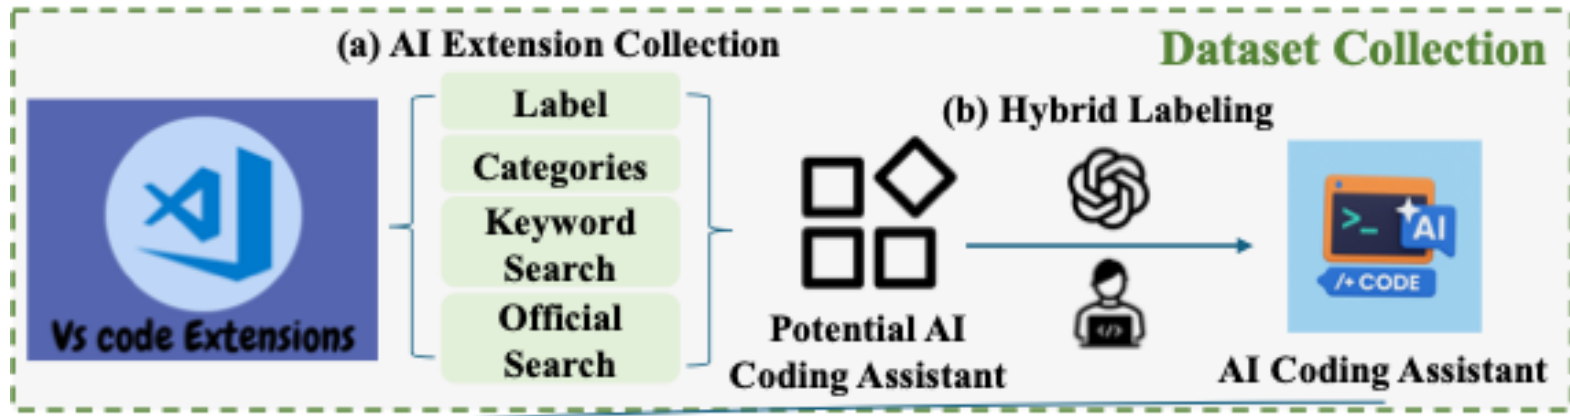 (a) AI Extension Collection
Dataset Collection
Vs code Extensions
Label
Categories
Keyword
Search
Official
Search
Potential AI
Coding Assistant
(b) Hybrid Labeling
</>
>_
AI
/+ CODE
AI Coding Assistant